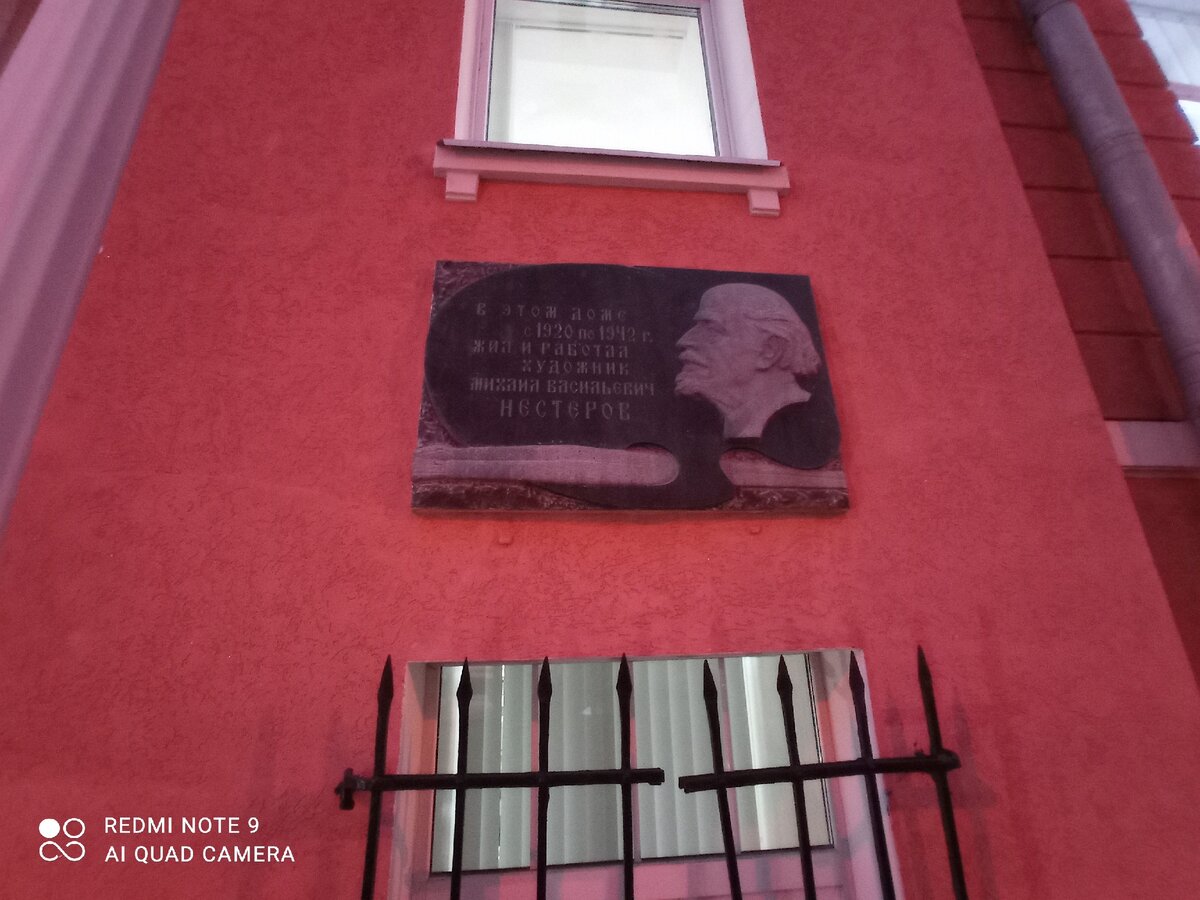 В ЭТОМ ДОМЕ
с 1920 по 1942 г.
ЖИЛ И РАБОТАЛ
ХУДОЖНИК
МИХАИЛ ВАСИЛЬЕВИЧ
НЕСТЕРОВ
REDMI NOTE 9
AI QUAD CAMERA